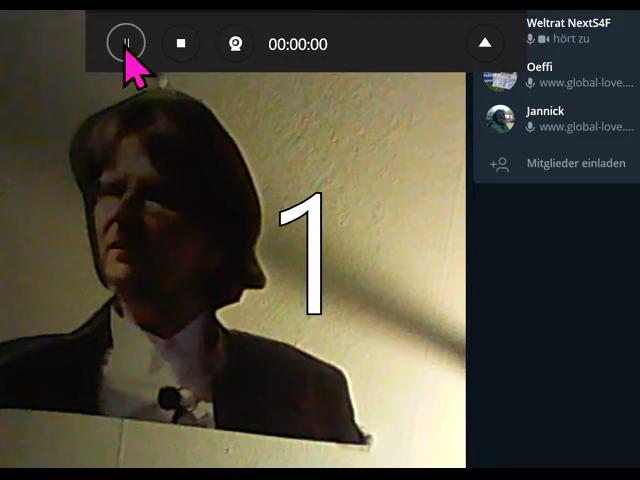 00:00:00
Weltrat NextS4F
hört zu
Oeffi
www.global-love....
Jannick
www.global-love....
Mitglieder einladen
1